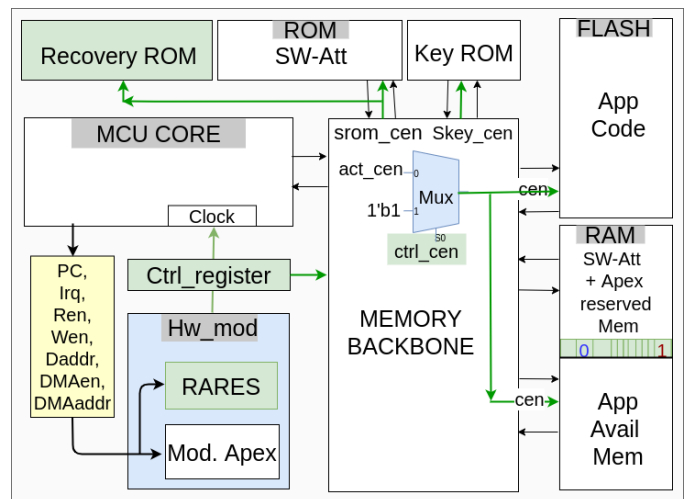 Recovery ROM
ROM
SW-Att
Key ROM
FLASH
App
Code
MCU CORE
Clock
srom_cen
Skey_cen
act_cen
0
Mux
1'b1
1
S0
ctrl_cen
cen
MEMORY
BACKBONE
cen
RAM
SW-Att
+ Apex
reserved
Mem
0
1
App
Avail
Mem
PC,
Irq,
Ren,
Wen,
Daddr,
DMAen,
DMAaddr
Ctrl_register
Hw_mod
RARES
Mod. Apex